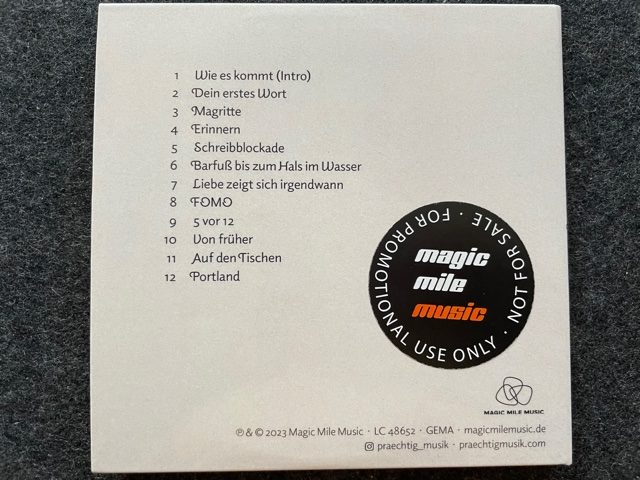 1 Wie es kommt (Intro)
2 Dein erstes Wort
3 Magritte
4 Erinnern
5 Schreibblockade
6 Barfuß bis zum Hals im Wasser
7 Liebe zeigt sich irgendwann
8 FOMO
9 5 vor 12
10 Von früher
11 Auf den Tischen
12 Portland
FOR PROMOTIONAL USE ONLY · NOT FOR SALE ·
magic
mile
music
MAGIC MILE MUSIC
℗ & © 2023 Magic Mile Music · LC 48652 · GEMA · magicmilemusic.de
praechtig_musik · praechtigmusik.com